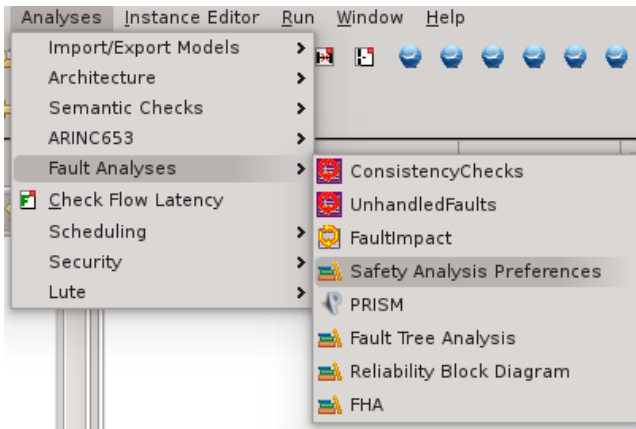 Analyses Instance Editor Run Window Help
Import/Export Models
Architecture
Semantic Checks
ARINC653
Fault Analyses
Check Flow Latency
Scheduling
Security
Lute
ConsistencyChecks
UnhandledFaults
FaultImpact
Safety Analysis Preferences
PRISM
Fault Tree Analysis
Reliability Block Diagram
FHA